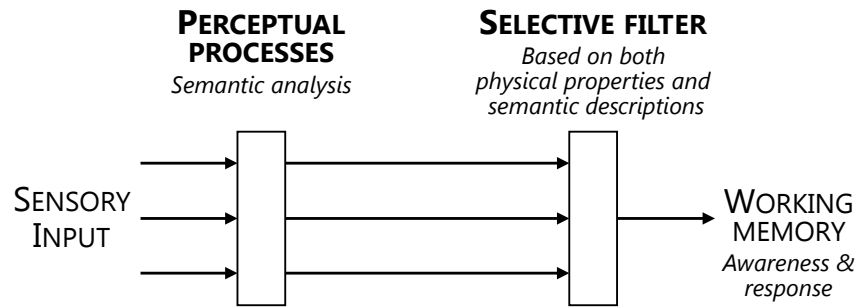 PERCEPTUAL
PROCESSES
Semantic analysis
SELECTIVE FILTER
Based on both
physical properties and
semantic descriptions
SENSORY
INPUT
WORKING
MEMORY
Awareness &
response